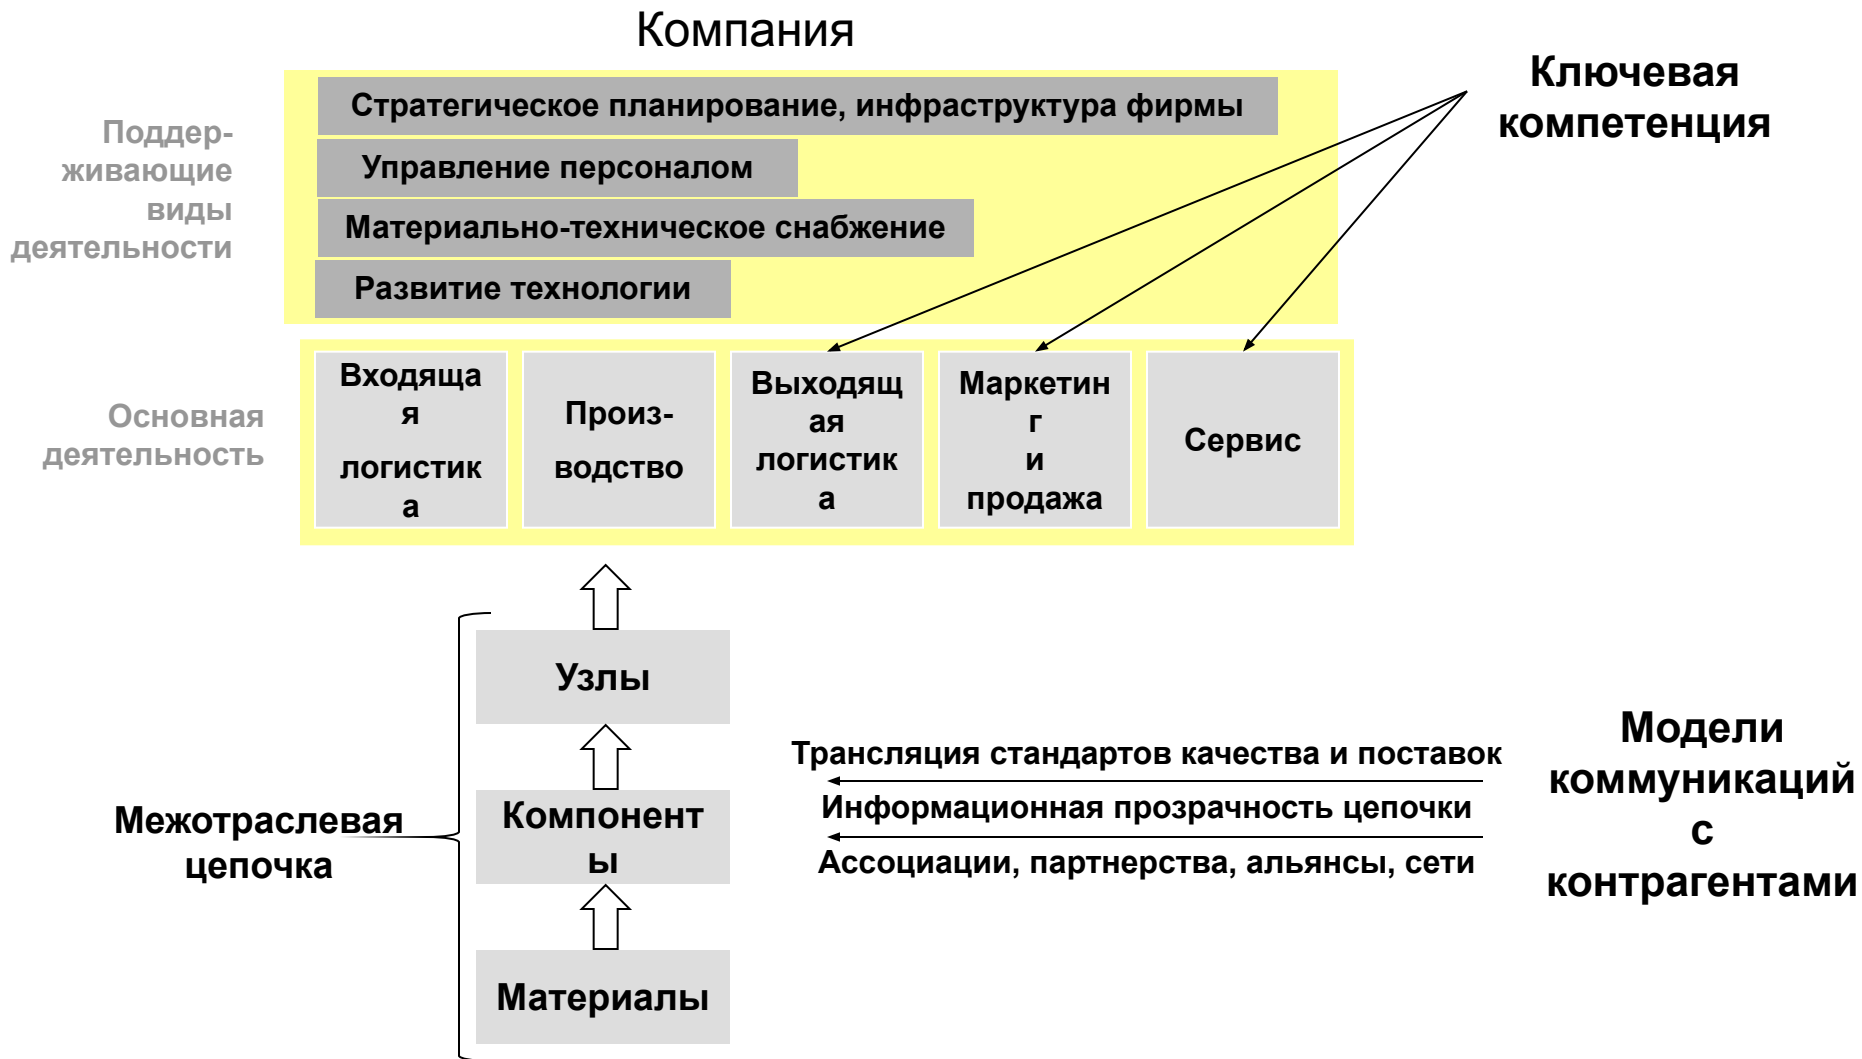 Компания
Ключевая
компетенция
Поддер-
живающие
виды
деятельности
Стратегическое планирование, инфраструктура фирмы
Управление персоналом
Материально-техническое снабжение
Развитие технологии
Основная
деятельность
Входяща
я
логистик
а
Произ-
водство
Выходящ
ая
логистик
а
Маркетин
г
и
продажа
Сервис
Межотраслевая
цепочка
Узлы
Компонент
ы
Материалы
Трансляция стандартов качества и поставок
Информационная прозрачность цепочки
Ассоциации, партнерства, альянсы, сети
Модели
коммуникаций
с
контрагентами